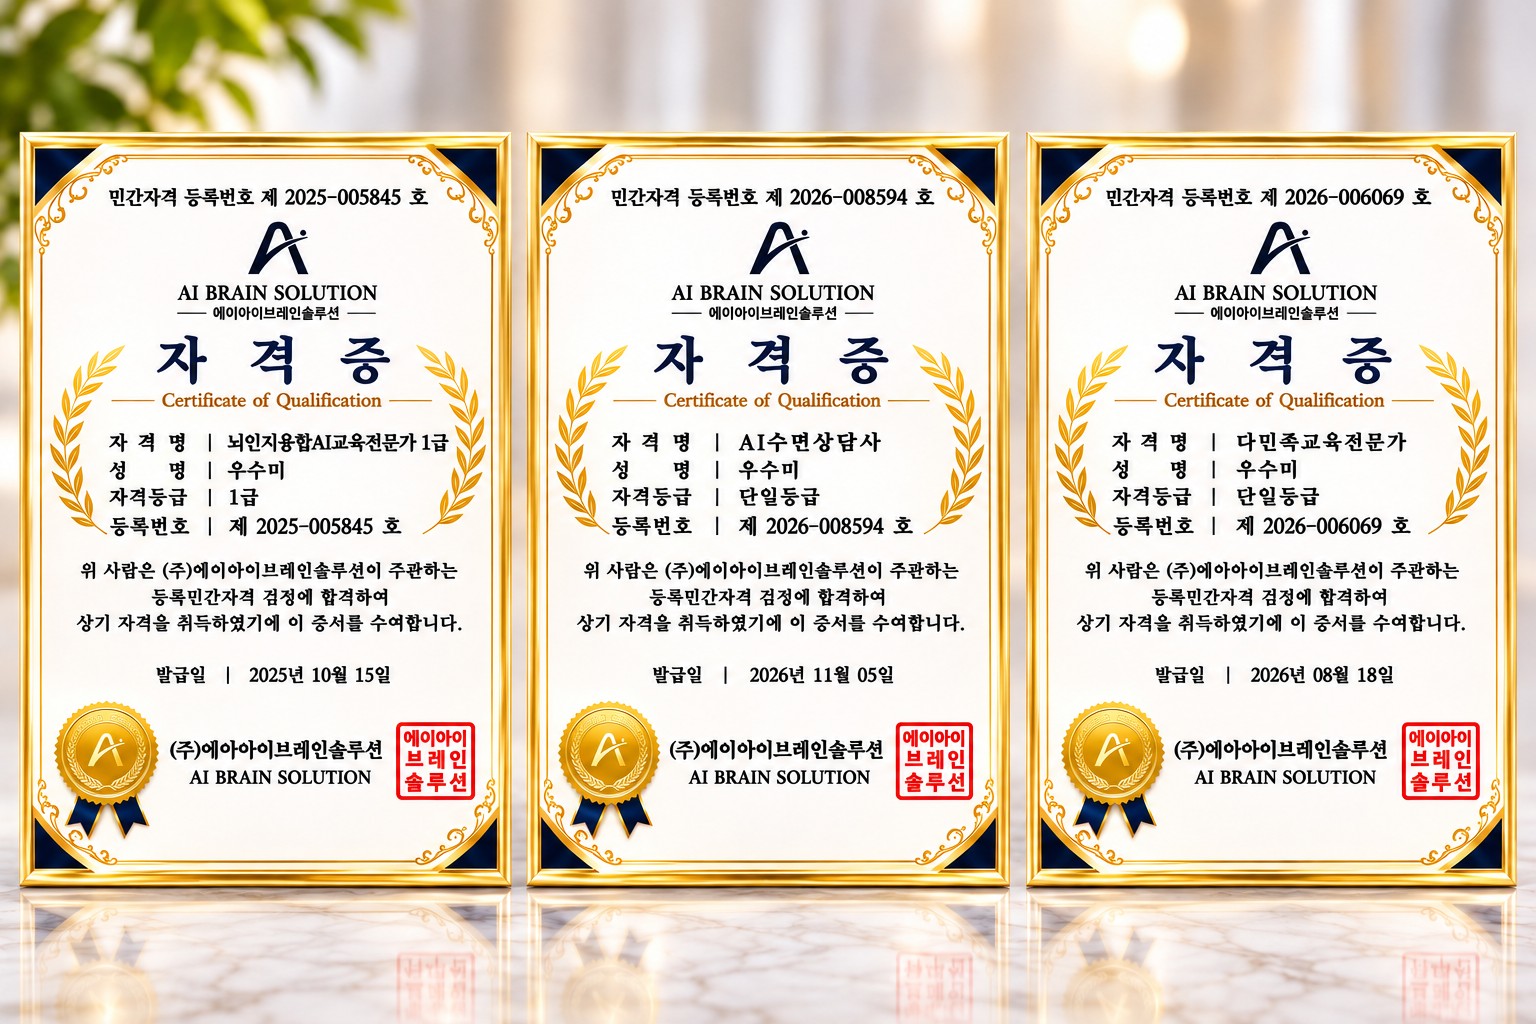 민간자격 등록번호 제 2025-005845 호
AI BRAIN SOLUTION
에이아이브레인솔루션
자 격 증
Certificate of Qualification
자 격 명 | 뇌인지융합AI교육전문가 1급
성 명 | 우수미
자격등급 | 1급
등록번호 | 제 2025-005845 호
위 사람은 (주)에이아이브레인솔루션이 주관하는
등록민간자격 검정에 합격하여
상기 자격을 취득하였기에 이 증서를 수여합니다.
발급일 | 2025년 10월 15일
(주)에아아이브레인솔루션
AI BRAIN SOLUTION
에이아이
브레인
솔루션
민간자격 등록번호 제 2026-008594 호
AI BRAIN SOLUTION
에이아이브레인솔루션
자 격 증
Certificate of Qualification
자 격 명 | AI수면상담사
성 명 | 우수미
자격등급 | 단일등급
등록번호 | 제 2026-008594 호
위 사람은 (주)에이아이브레인솔루션이 주관하는
등록민간자격 검정에 합격하여
상기 자격을 취득하였기에 이 증서를 수여합니다.
발급일 | 2026년 11월 05일
(주)에아아이브레인솔루션
AI BRAIN SOLUTION
에이아이
브레인
솔루션
민간자격 등록번호 제 2026-006069 호
AI BRAIN SOLUTION
에이아이브레인솔루션
자 격 증
Certificate of Qualification
자 격 명 | 다민족교육전문가
성 명 | 우수미
자격등급 | 단일등급
등록번호 | 제 2026-006069 호
위 사람은 (주)에아아이브레인솔루션이 주관하는
등록민간자격 검정에 합격하여
상기 자격을 취득하였기에 이 증서를 수여합니다.
발급일 | 2026년 08월 18일
(주)에아아이브레인솔루션
AI BRAIN SOLUTION
에이아이
브레인
솔루션